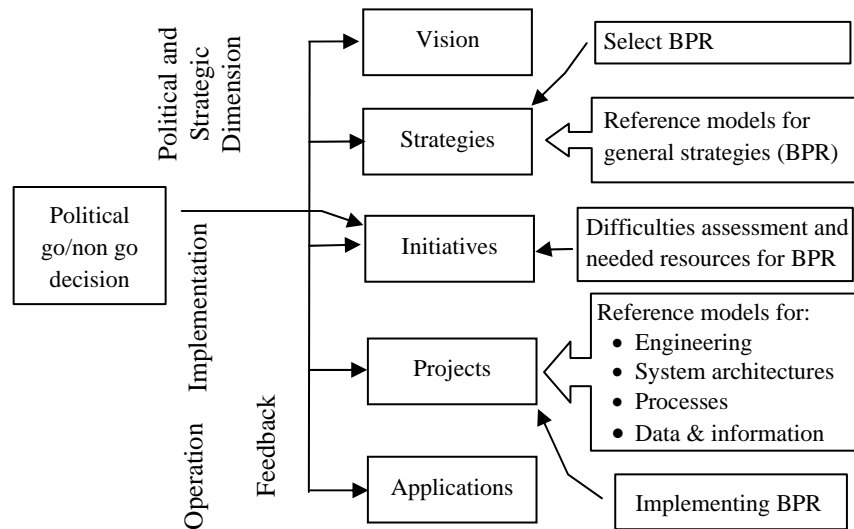 Political and
Strategic
Dimension
Implementation
Operation
Feedback
Political
go/non go
decision
Vision
Strategies
Initiatives
Projects
Applications
Select BPR
Reference models for
general strategies (BPR)
Difficulties assessment and
needed resources for BPR
Reference models for:
• Engineering
• System architectures
• Processes
• Data & information
Implementing BPR